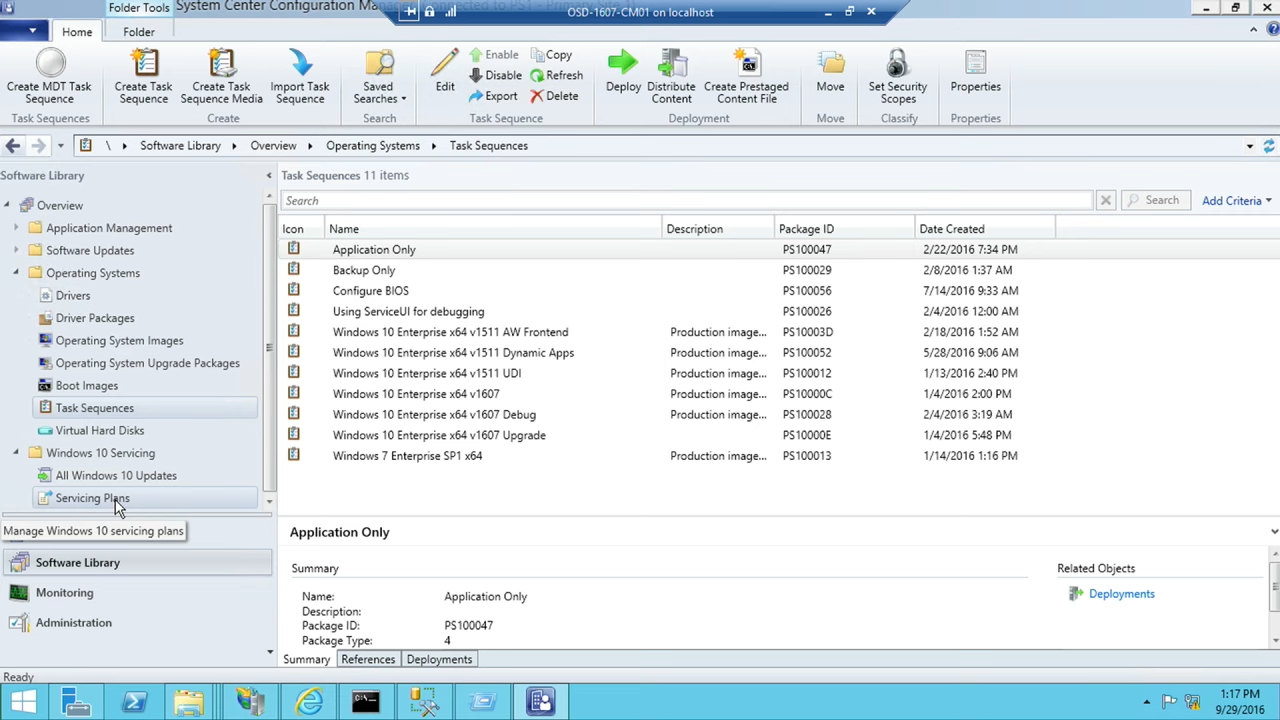 Folder Tools
System Center Configuration Mana
nected to PS1 - Prim
OSD-1607-CM01 on localhost
Home
Folder
Create MDT Task Sequence
Create Task Sequence
Create Task Sequence Media
Import Task Sequence
Saved Searches
Edit
Enable
Disable
Export
Copy
Refresh
Delete
Deploy
Distribute Content
Create Prestaged Content File
Move
Set Security Scopes
Properties
Task Sequences
Create
Search
Task Sequence
Deployment
Move
Classify
Properties
\ Software Library Overview Operating Systems Task Sequences
Software Library
Overview
Application Management
Software Updates
Operating Systems
Drivers
Driver Packages
Operating System Images
Operating System Upgrade Packages
Boot Images
Task Sequences
Virtual Hard Disks
Windows 10 Servicing
All Windows 10 Updates
Servicing Plans
Manage Windows 10 servicing plans
Software Library
Monitoring
Administration
Task Sequences 11 items
Search
Search
Add Criteria
Icon Name Description Package ID Date Created
Application Only PS100047 2/22/2016 7:34 PM
Backup Only PS100029 2/8/2016 1:37 AM
Configure BIOS PS100056 7/14/2016 9:33 AM
Using ServiceUI for debugging PS100026 2/4/2016 12:00 AM
Windows 10 Enterprise x64 v1511 AW Frontend Production image... PS10003D 2/18/2016 1:52 AM
Windows 10 Enterprise x64 v1511 Dynamic Apps Production image... PS100052 5/28/2016 9:06 AM
Windows 10 Enterprise x64 v1511 UDI Production image... PS100012 1/13/2016 2:40 PM
Windows 10 Enterprise x64 v1607 Production image... PS10000C 1/4/2016 2:00 PM
Windows 10 Enterprise x64 v1607 Debug Production image... PS100028 2/4/2016 3:19 AM
Windows 10 Enterprise x64 v1607 Upgrade PS10000E 1/4/2016 5:48 PM
Windows 7 Enterprise SP1 x64 Production image... PS100013 1/14/2016 1:16 PM
Application Only
Summary
Name: Application Only
Description:
Package ID: PS100047
Package Type: 4
Related Objects
Deployments
Summary References Deployments
Ready
1:17 PM
9/29/2016